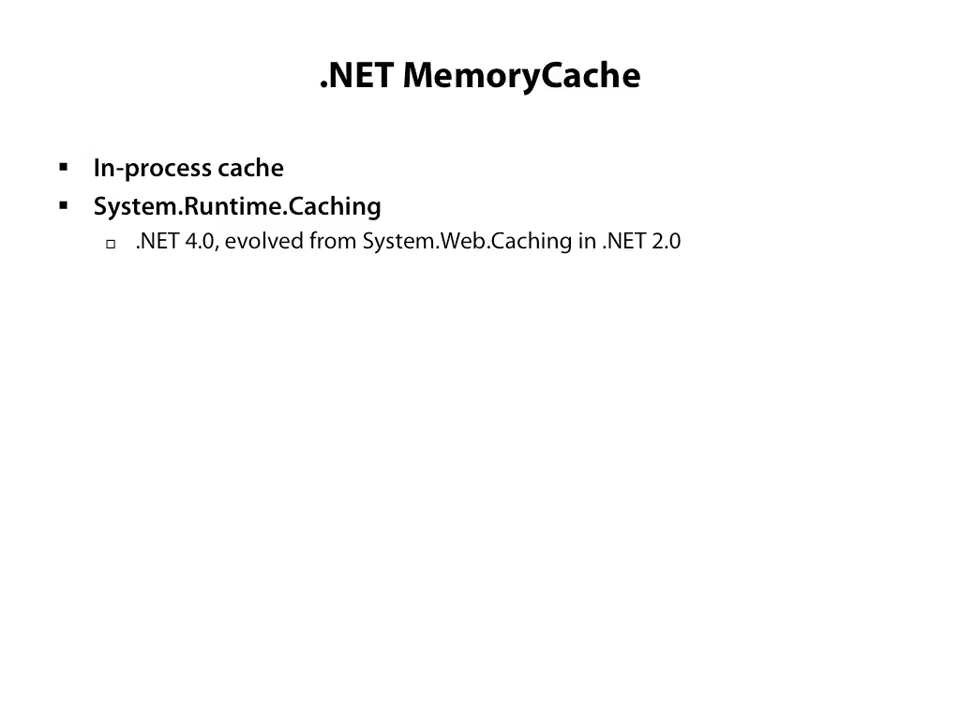 .NET MemoryCache
In-process cache
System.Runtime.Caching
.NET 4.0, evolved from System.Web.Caching in .NET 2.0